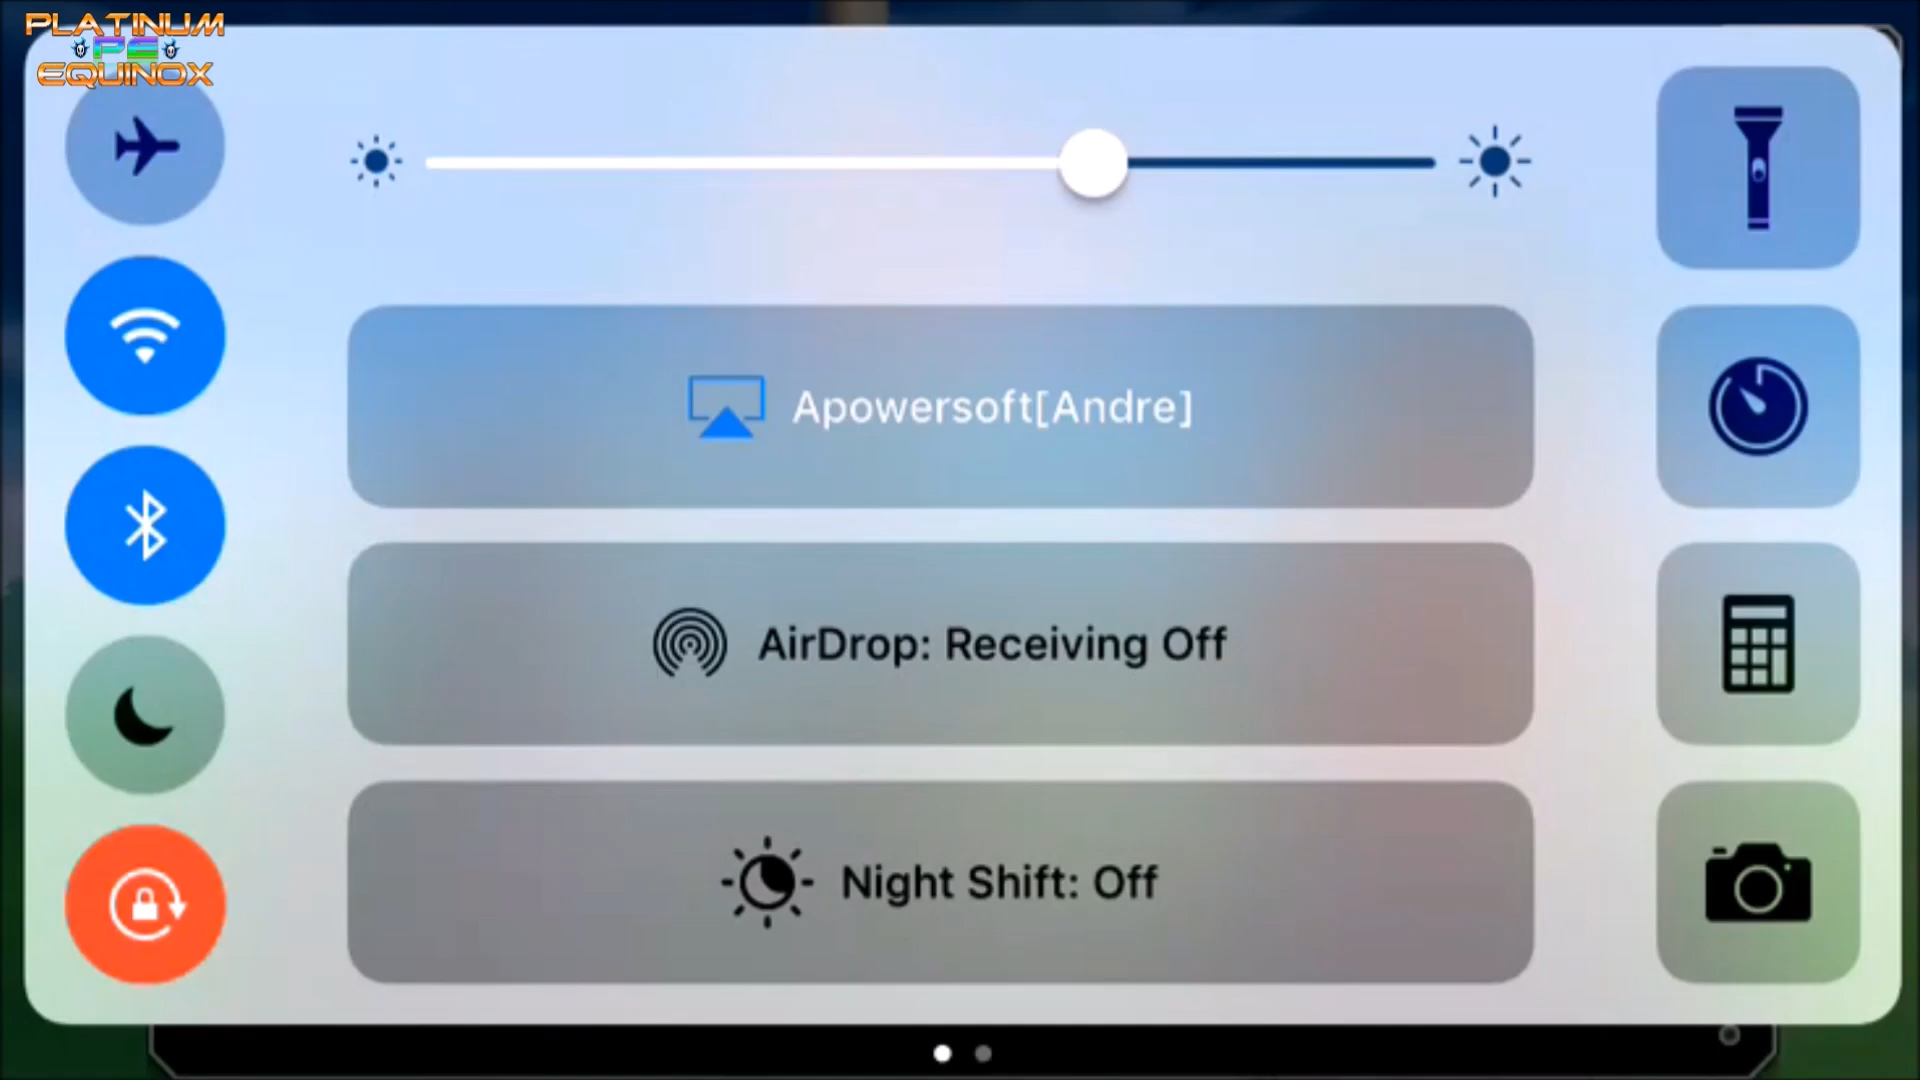 PLATINUM
PE
EQUINOX
Apowersoft[Andre]
AirDrop: Receiving Off
Night Shift: Off